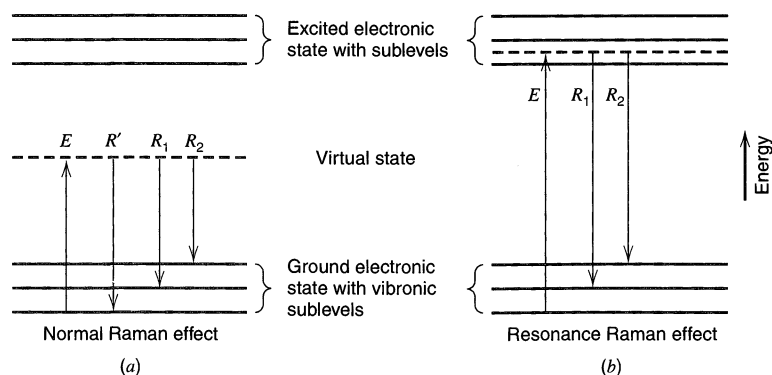 Excited electronic
state with sublevels
E R′ R₁ R₂
Virtual state
Ground electronic
state with vibronic
sublevels
Normal Raman effect
(a)
E R₁ R₂
Energy
Resonance Raman effect
(b)